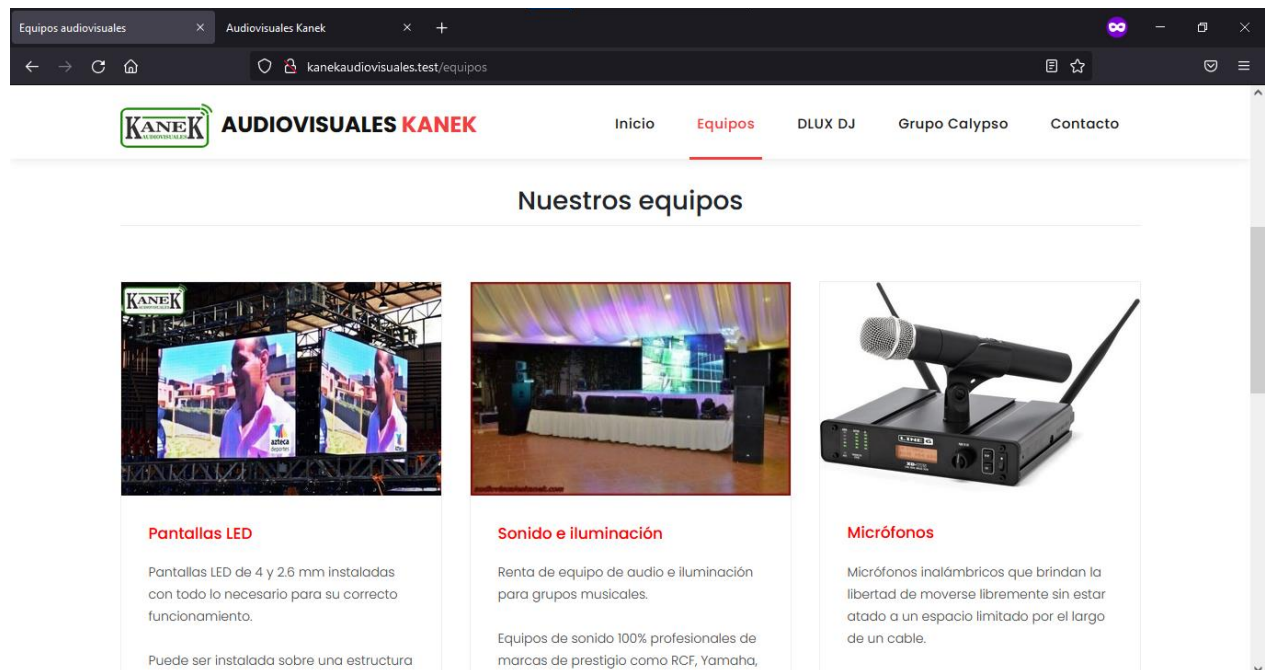 Equipos audiovisuales
Audiovisuales Kanek
kanekaudiovisuales.test/equipos
KANEK
AUDIOVISUALES
AUDIOVISUALES KANEK
Inicio
Equipos
DLUX DJ
Grupo Calypso
Contacto
Nuestros equipos
KANEK
azteca
deportes
LINE 6
Pantallas LED
Pantallas LED de 4 y 2.6 mm instaladas
con todo lo necesario para su correcto
funcionamiento.
Puede ser instalada sobre una estructura
Sonido e iluminación
Renta de equipo de audio e iluminación
para grupos musicales.
Equipos de sonido 100% profesionales de
marcas de prestigio como RCF, Yamaha,
Micrófonos
Micrófonos inalámbricos que brindan la
libertad de moverse libremente sin estar
atado a un espacio limitado por el largo
de un cable.